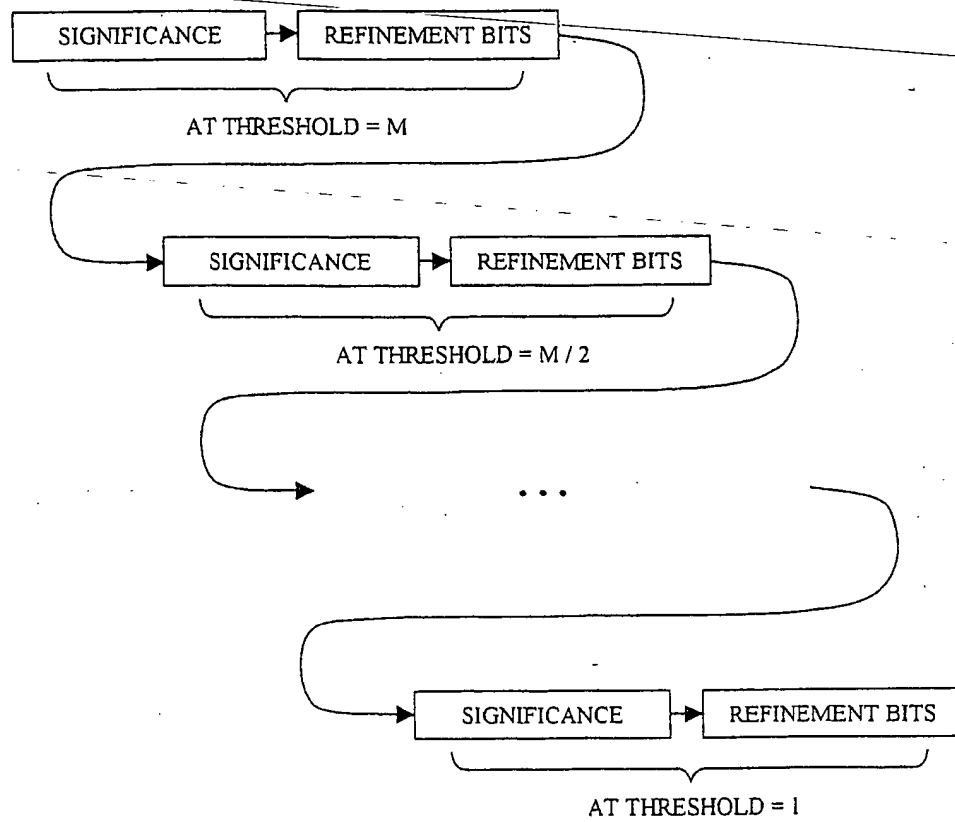 SIGNIFICANCE REFINEMENT BITS
AT THRESHOLD = M
SIGNIFICANCE REFINEMENT BITS
AT THRESHOLD = M / 2
...
SIGNIFICANCE REFINEMENT BITS
AT THRESHOLD = 1